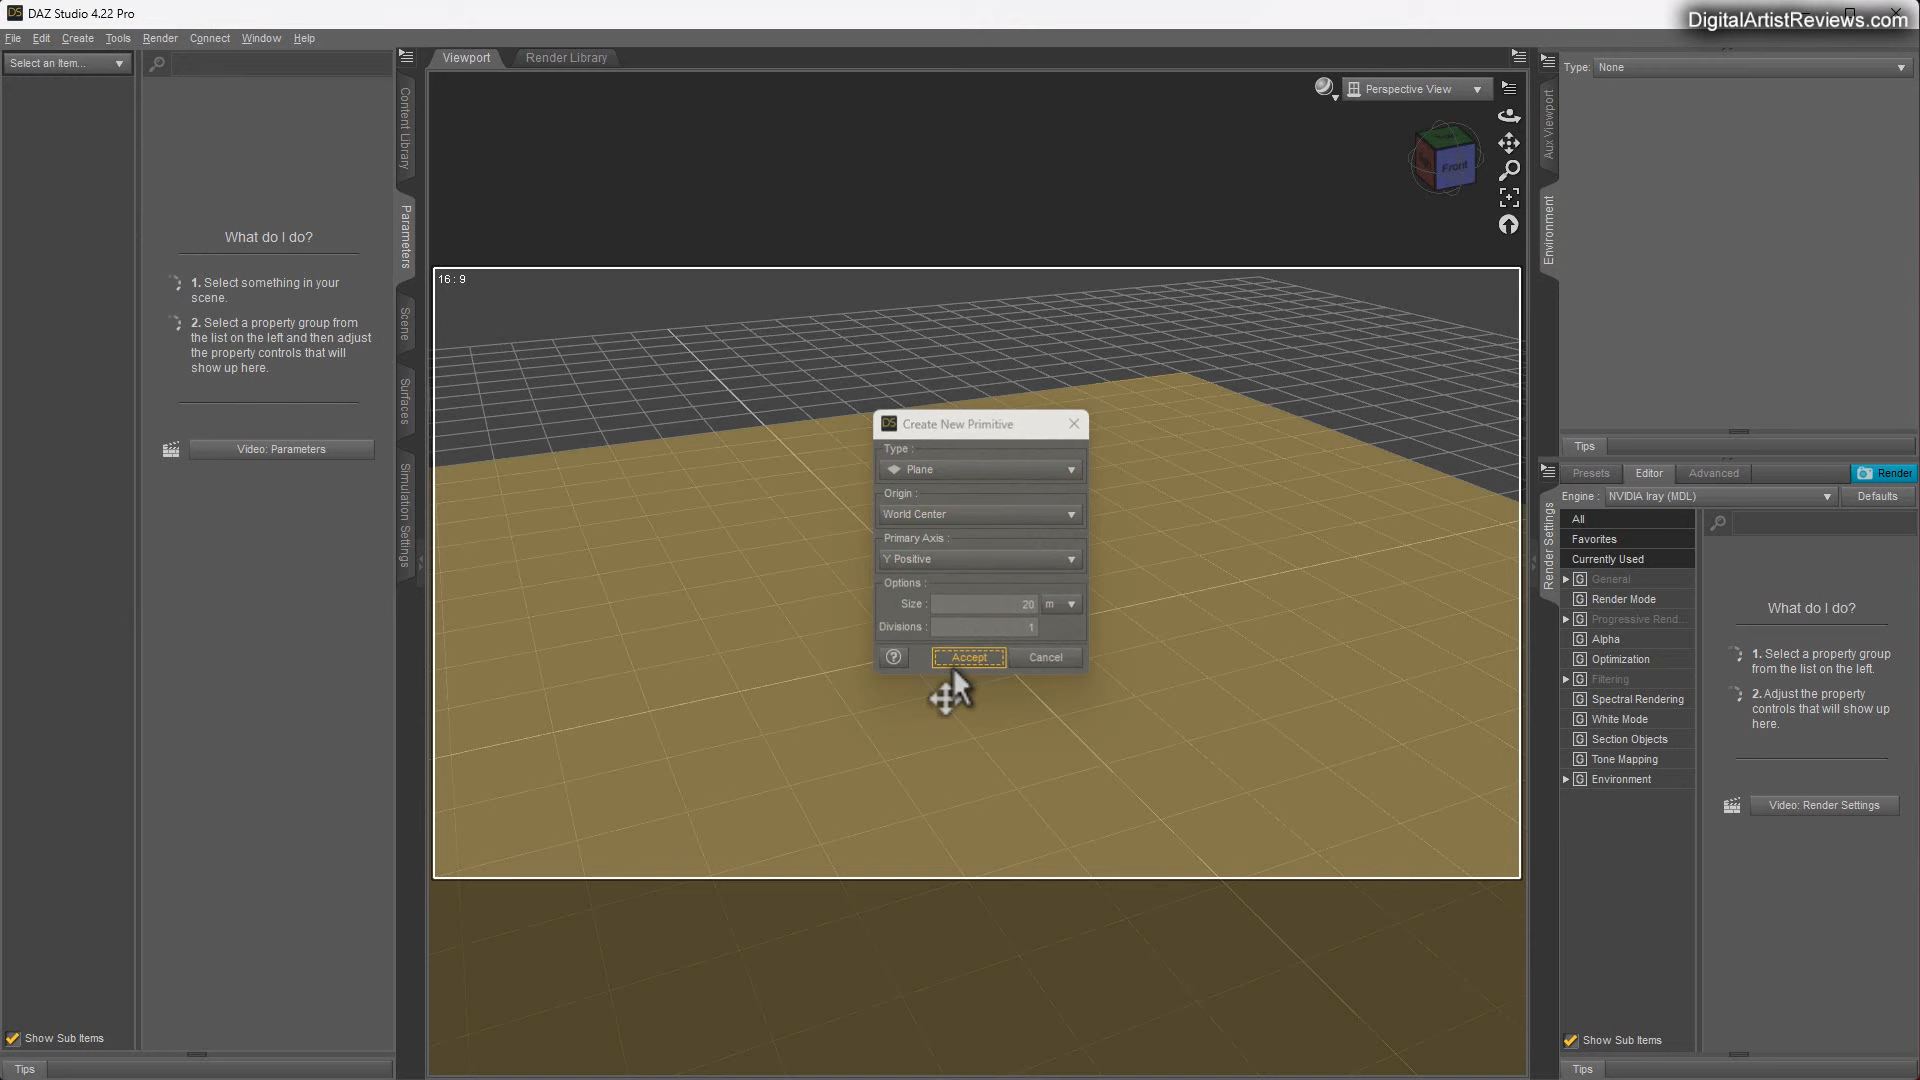 DS DAZ Studio 4.22 Pro
DigitalArtistReviews.com
File Edit Create Tools Render Connect Window Help
Select an Item...
Content Library
Parameters
Scene
Surfaces
Simulation Settings
What do I do?
1. Select something in your
scene.
2. Select a property group from
the list on the left and then adjust
the property controls that will
show up here.
Video: Parameters
Show Sub Items
Tips
Viewport Render Library
Perspective View
Front
16 : 9
DS Create New Primitive
Type :
Plane
Origin :
World Center
Primary Axis :
Y Positive
Options :
Size : 20 m
Divisions : 1
? Accept Cancel
Aux Viewport
Environment
Type: None
Tips
Render Settings
Presets Editor Advanced Render
Engine : NVIDIA Iray (MDL) Defaults
All
Favorites
Currently Used
G General
G Render Mode
G Progressive Rend...
G Alpha
G Optimization
G Filtering
G Spectral Rendering
G White Mode
G Section Objects
G Tone Mapping
G Environment
What do I do?
1. Select a property group
from the list on the left.
2. Adjust the property
controls that will show up
here.
Video: Render Settings
Show Sub Items
Tips